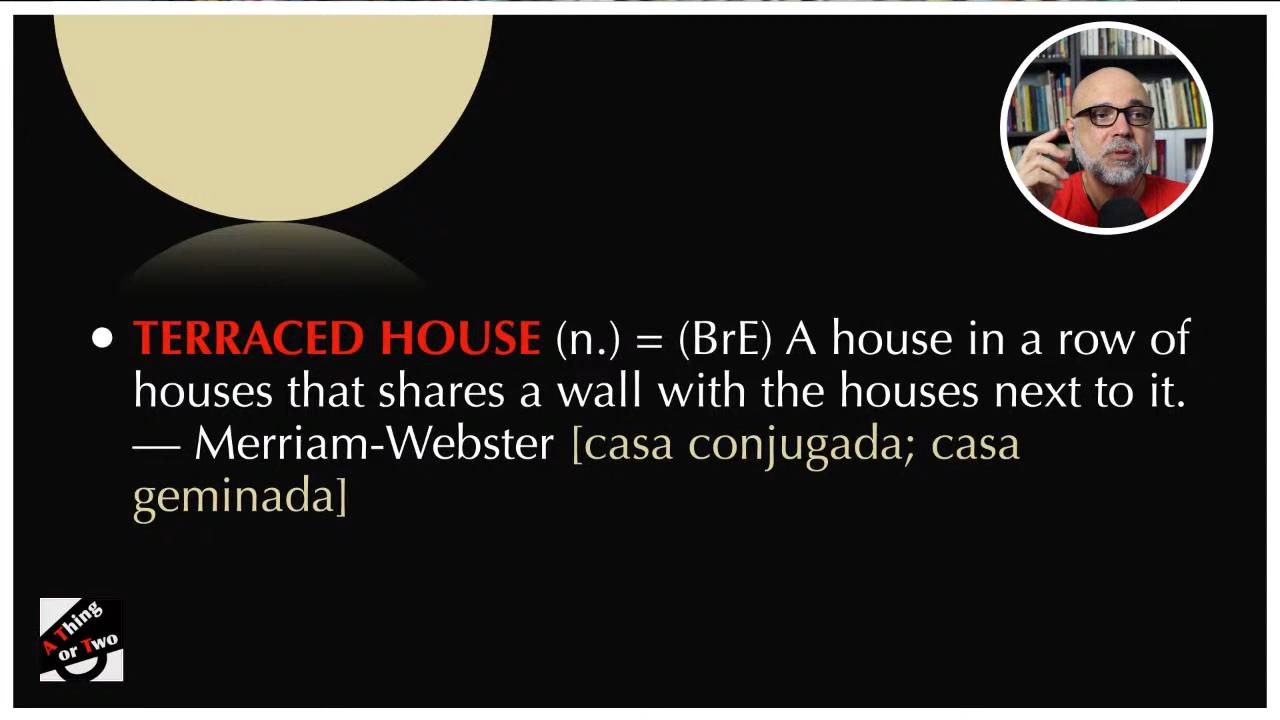 • TERRACED HOUSE (n.) = (BrE) A house in a row of
houses that shares a wall with the houses next to it.
— Merriam-Webster [casa conjugada; casa
geminada]
A Thing
or Two